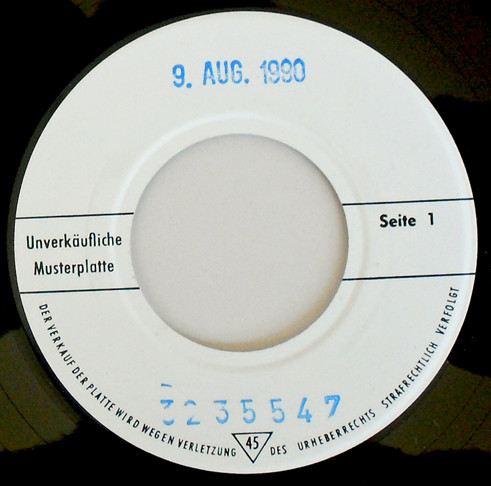 9. AUG. 1990
Unverkäufliche
Musterplatte
Seite 1
3235547
DER VERKAUF DER PLATTE WIRD WEGEN VERLETZUNG 45 DES URHEBERRECHTS STRAFRECHTLICH VERFOLGT